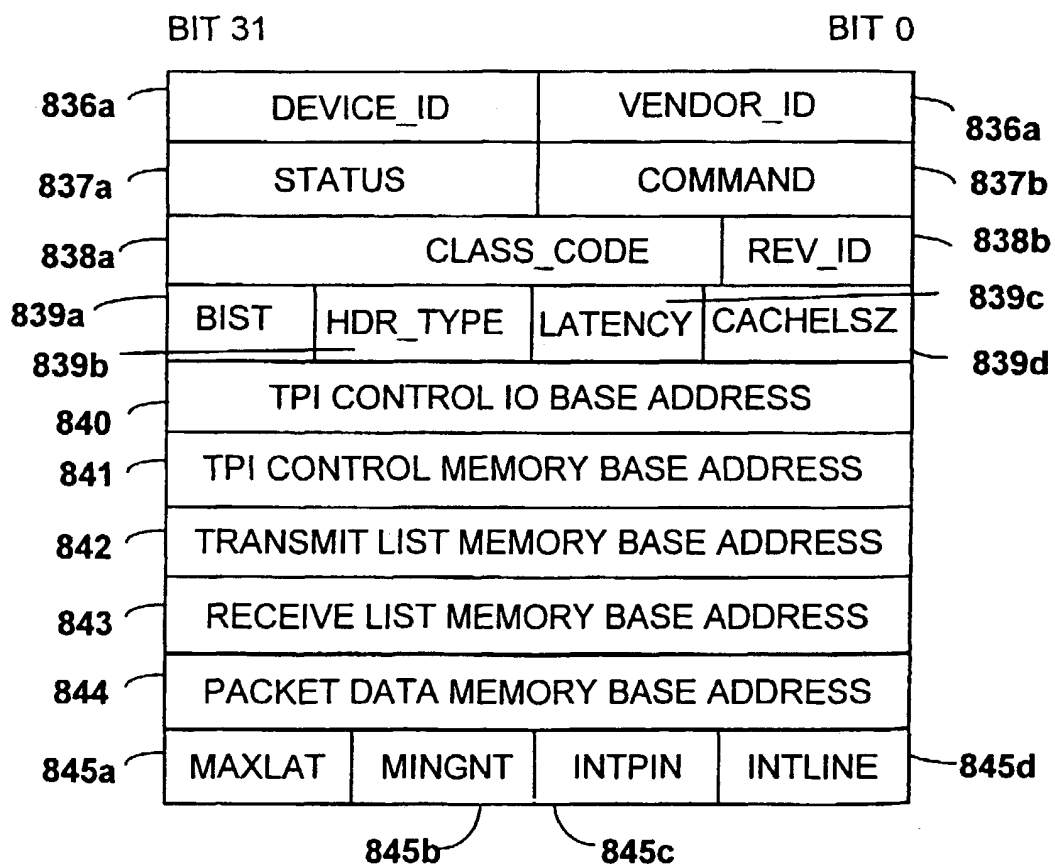 BIT 31 BIT 0
836a DEVICE_ID VENDOR_ID 836a
837a STATUS COMMAND 837b
838a CLASS_CODE REV_ID 838b
839a BIST HDR_TYPE LATENCY CACHELSZ 839c
839b 839d
840 TPI CONTROL IO BASE ADDRESS
841 TPI CONTROL MEMORY BASE ADDRESS
842 TRANSMIT LIST MEMORY BASE ADDRESS
843 RECEIVE LIST MEMORY BASE ADDRESS
844 PACKET DATA MEMORY BASE ADDRESS
845a MAXLAT MINGNT INTPIN INTLINE 845d
845b 845c